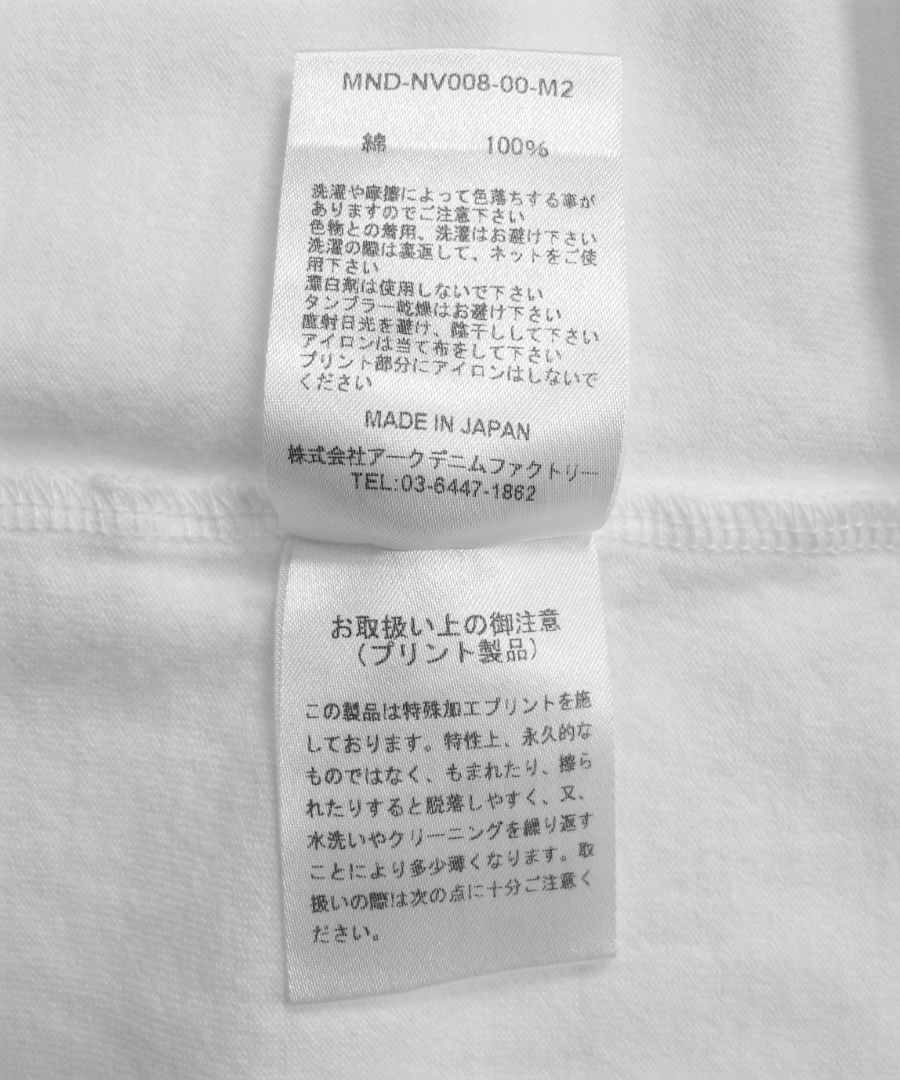 MND-NV008-00-M2
綿 100%
洗濯や摩擦によって色落ちする事が
ありますのでご注意下さい
色物との着用、洗濯はお避け下さい
洗濯の際は裏返して、ネットをご使
用下さい
漂白剤は使用しないで下さい
タンブラー乾燥はお避け下さい
直射日光を避け、陰干しして下さい
アイロンは当て布をして下さい
プリント部分にアイロンはしないで
ください
MADE IN JAPAN
株式会社アークデニムファクトリー
TEL:03-6447-1862
お取扱い上の御注意
（プリント製品）
この製品は特殊加工プリントを施
しております。特性上、永久的な
ものではなく、もまれたり、擦ら
れたりすると脱落しやすく、又、
水洗いやクリーニングを繰り返す
ことにより多少薄くなります。取
扱いの際は次の点に十分ご注意く
ださい。